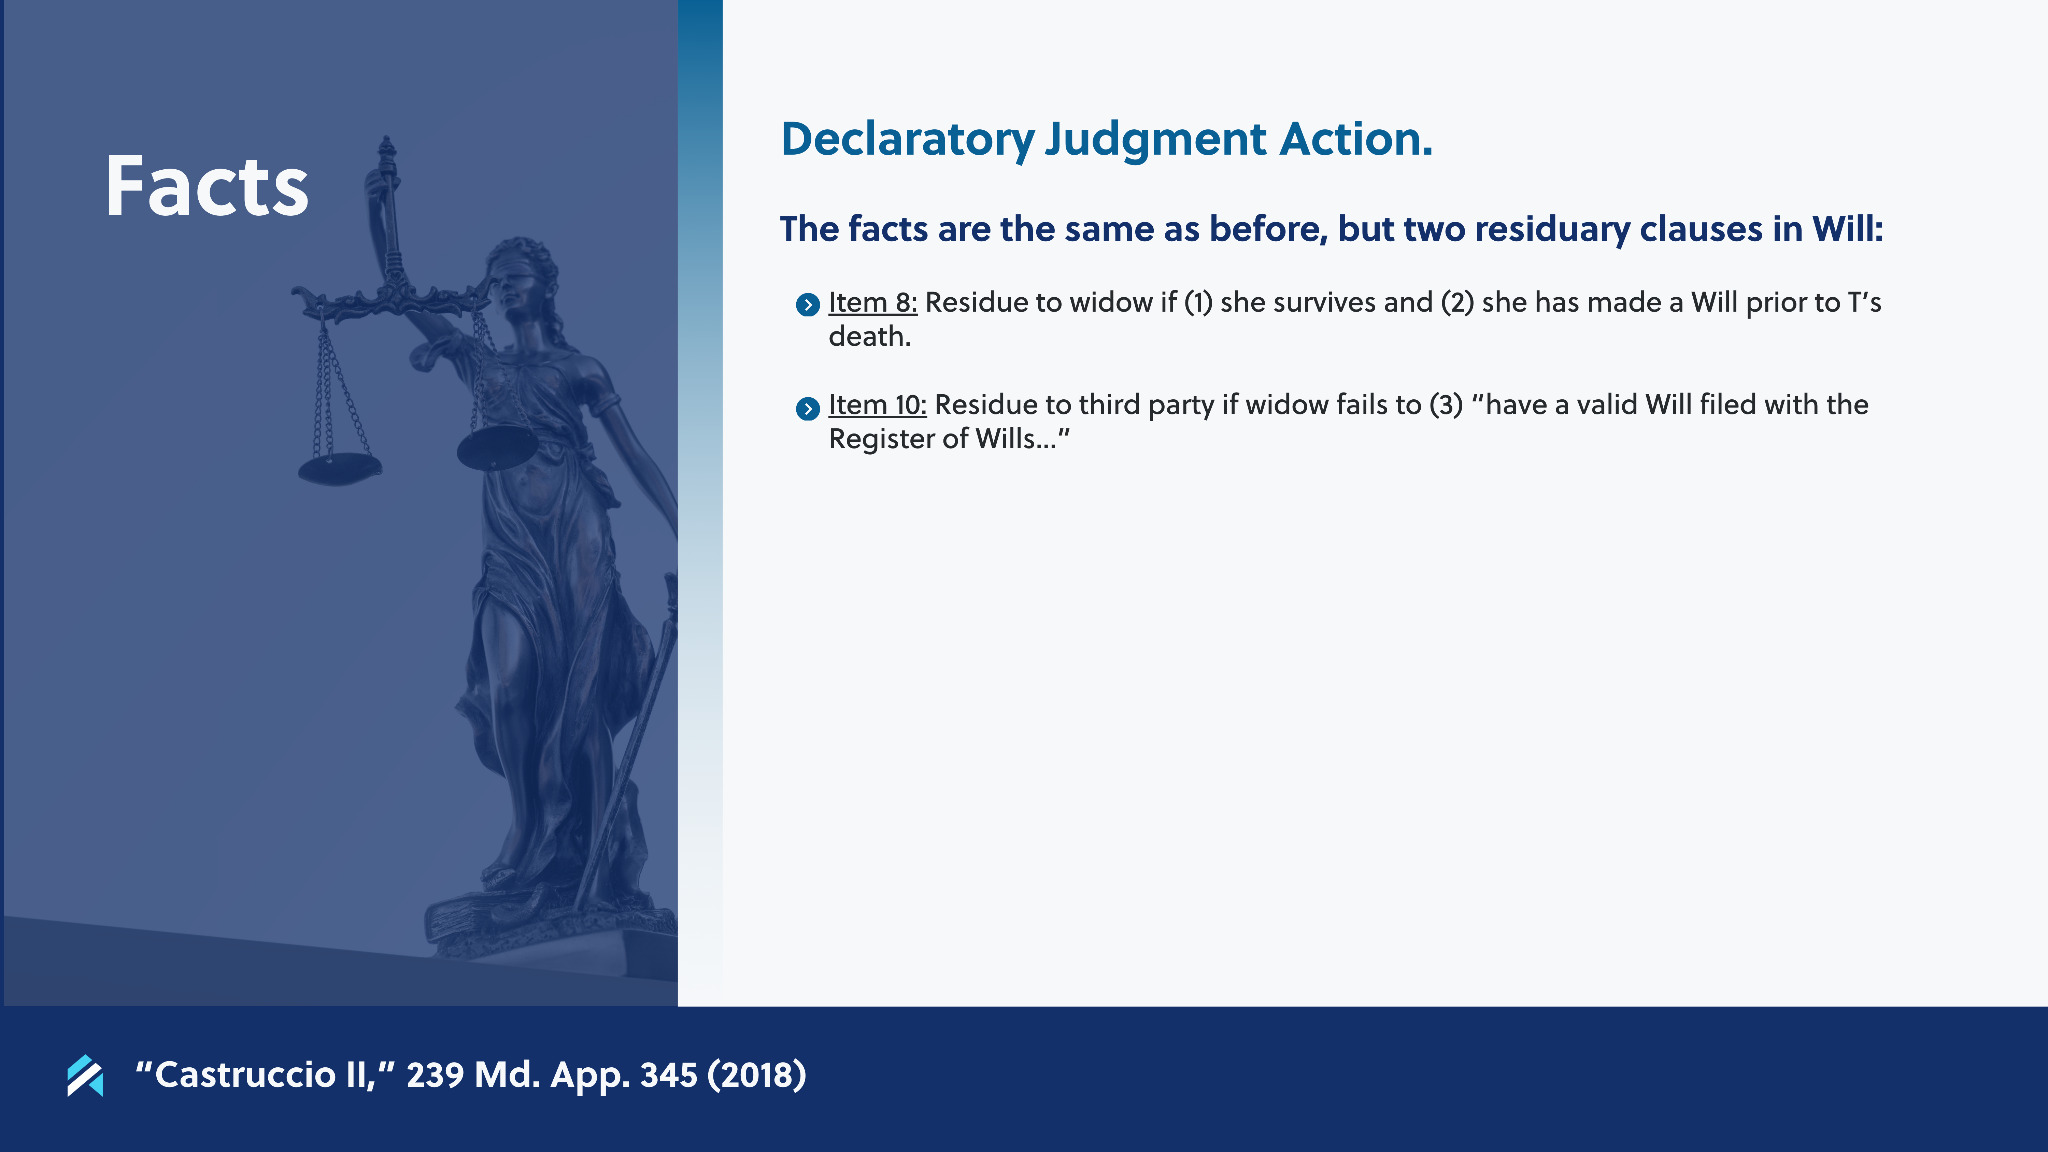 Facts
Declaratory Judgment Action.
The facts are the same as before, but two residuary clauses in Will:
Item 8: Residue to widow if (1) she survives and (2) she has made a Will prior to T’s
death.
Item 10: Residue to third party if widow fails to (3) “have a valid Will filed with the
Register of Wills...”
“Castruccio II,” 239 Md. App. 345 (2018)